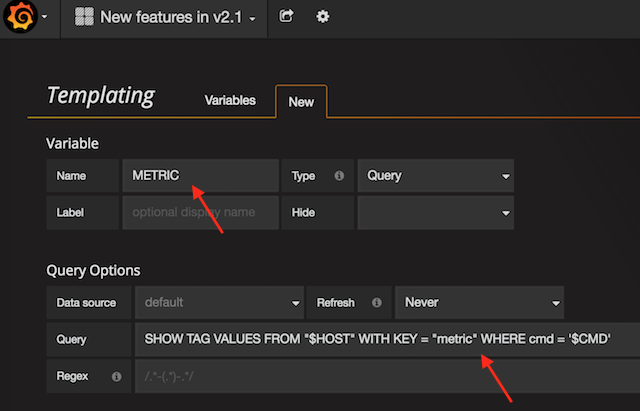 New features in v2.1
Templating Variables New
Variable
Name METRIC Type Query
Label optional display name Hide
Query Options
Data source default Refresh Never
Query SHOW TAG VALUES FROM "$HOST" WITH KEY = "metric" WHERE cmd = '$CMD'
Regex /.*-(.*)-.*/